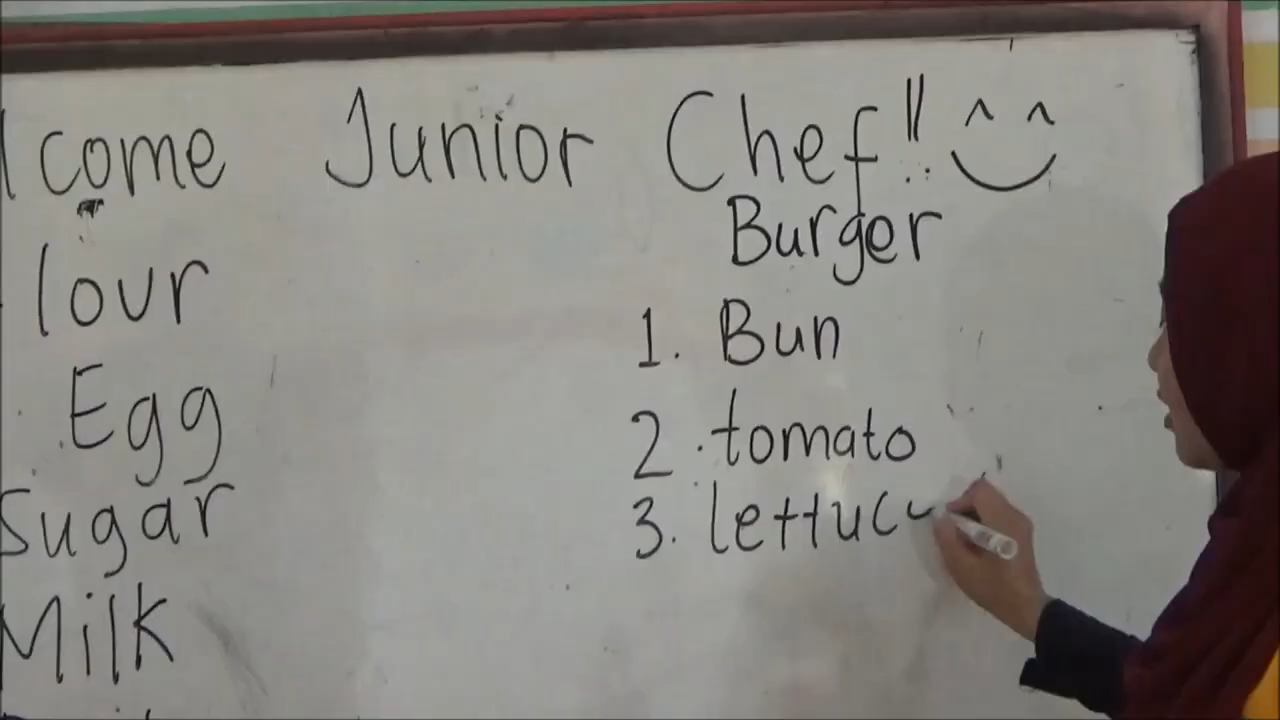 lcome Junior Chef!!
Burger
lour
1. Bun
Egg
2. tomato
Sugar
3. lettuc
Milk